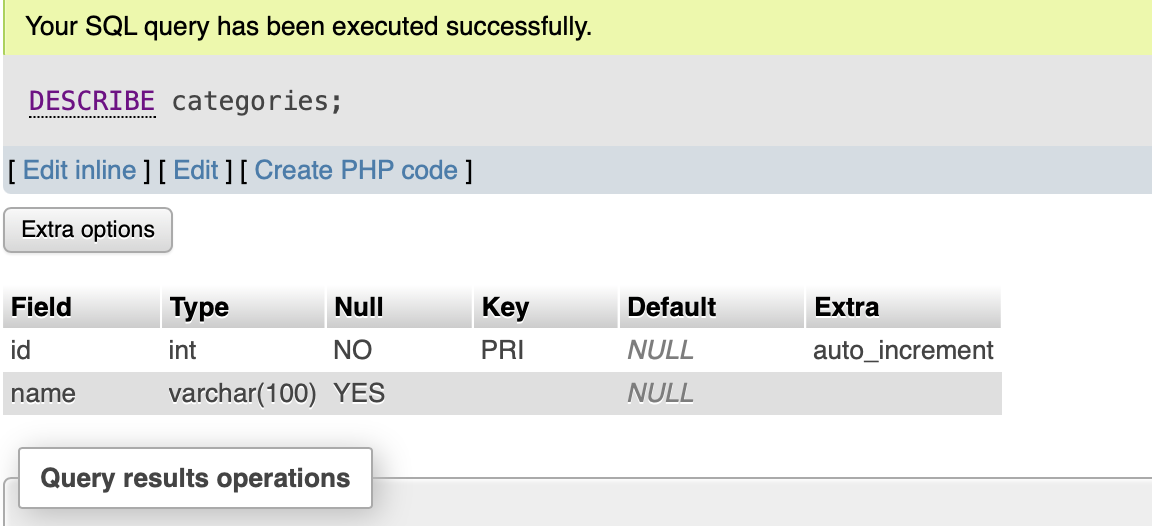 Your SQL query has been executed successfully.
DESCRIBE categories;
[ Edit inline ] [ Edit ] [ Create PHP code ]
Extra options
Field Type Null Key Default Extra
id int NO PRI NULL auto_increment
name varchar(100) YES NULL
Query results operations